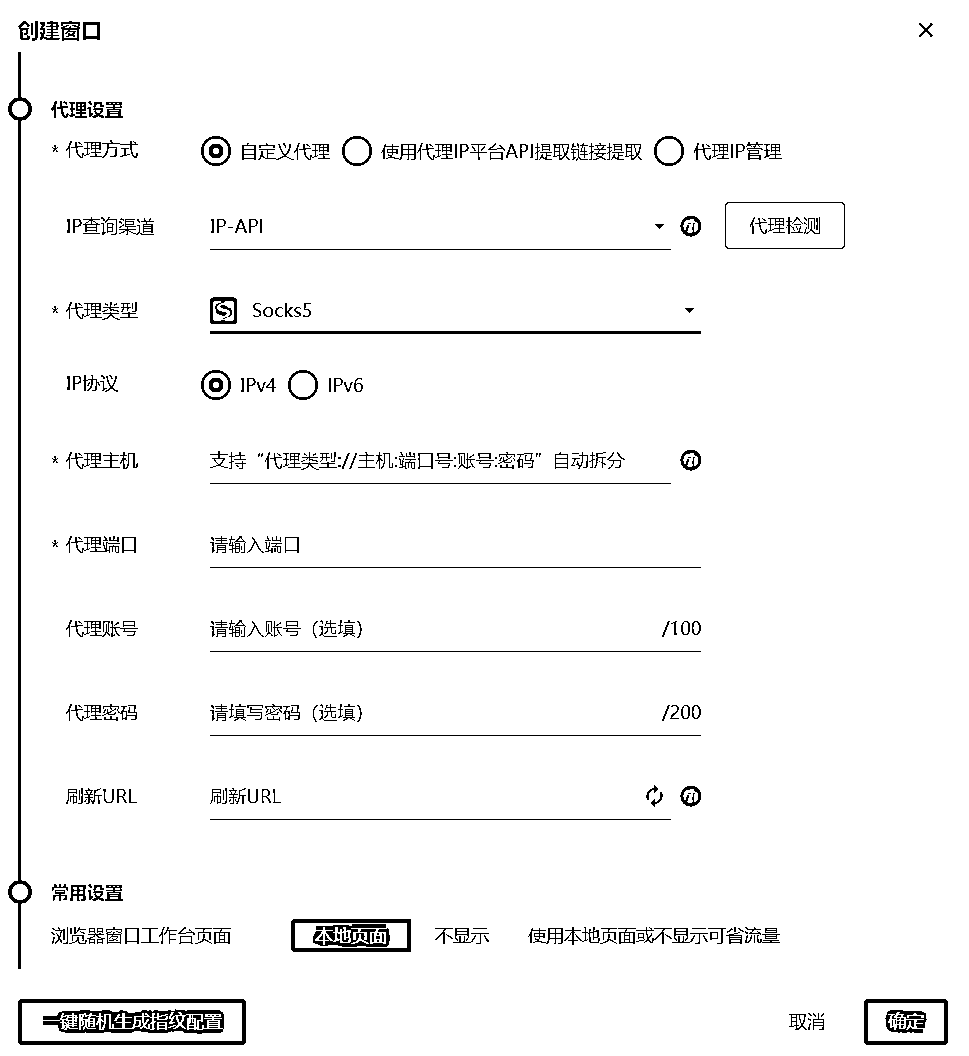 创建窗口
代理设置
* 代理方式 自定义代理 使用代理IP平台API提取链接提取 代理IP管理
IP查询渠道 IP-API 代理检测
* 代理类型 Socks5
IP协议 IPv4 IPv6
* 代理主机 支持“代理类型://主机:端口号:账号:密码”自动拆分
* 代理端口 请输入端口
代理账号 请输入账号（选填） /100
代理密码 请填写密码（选填） /200
刷新URL 刷新URL
常用设置
浏览器窗口工作台页面 本地页面 不显示 使用本地页面或不显示可省流量
一键随机生成指纹配置 取消 确定